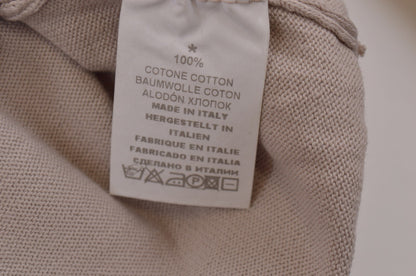 *
100%
COTONE COTTON
BAUMWOLLE COTON
ALODÓN ХЛОПОК
MADE IN ITALY
HERGESTELLT IN
ITALIEN
FABRIQUE EN ITALIE
FABRICADO EN ITALIA
СДЕЛАНО В ИТАЛИИ